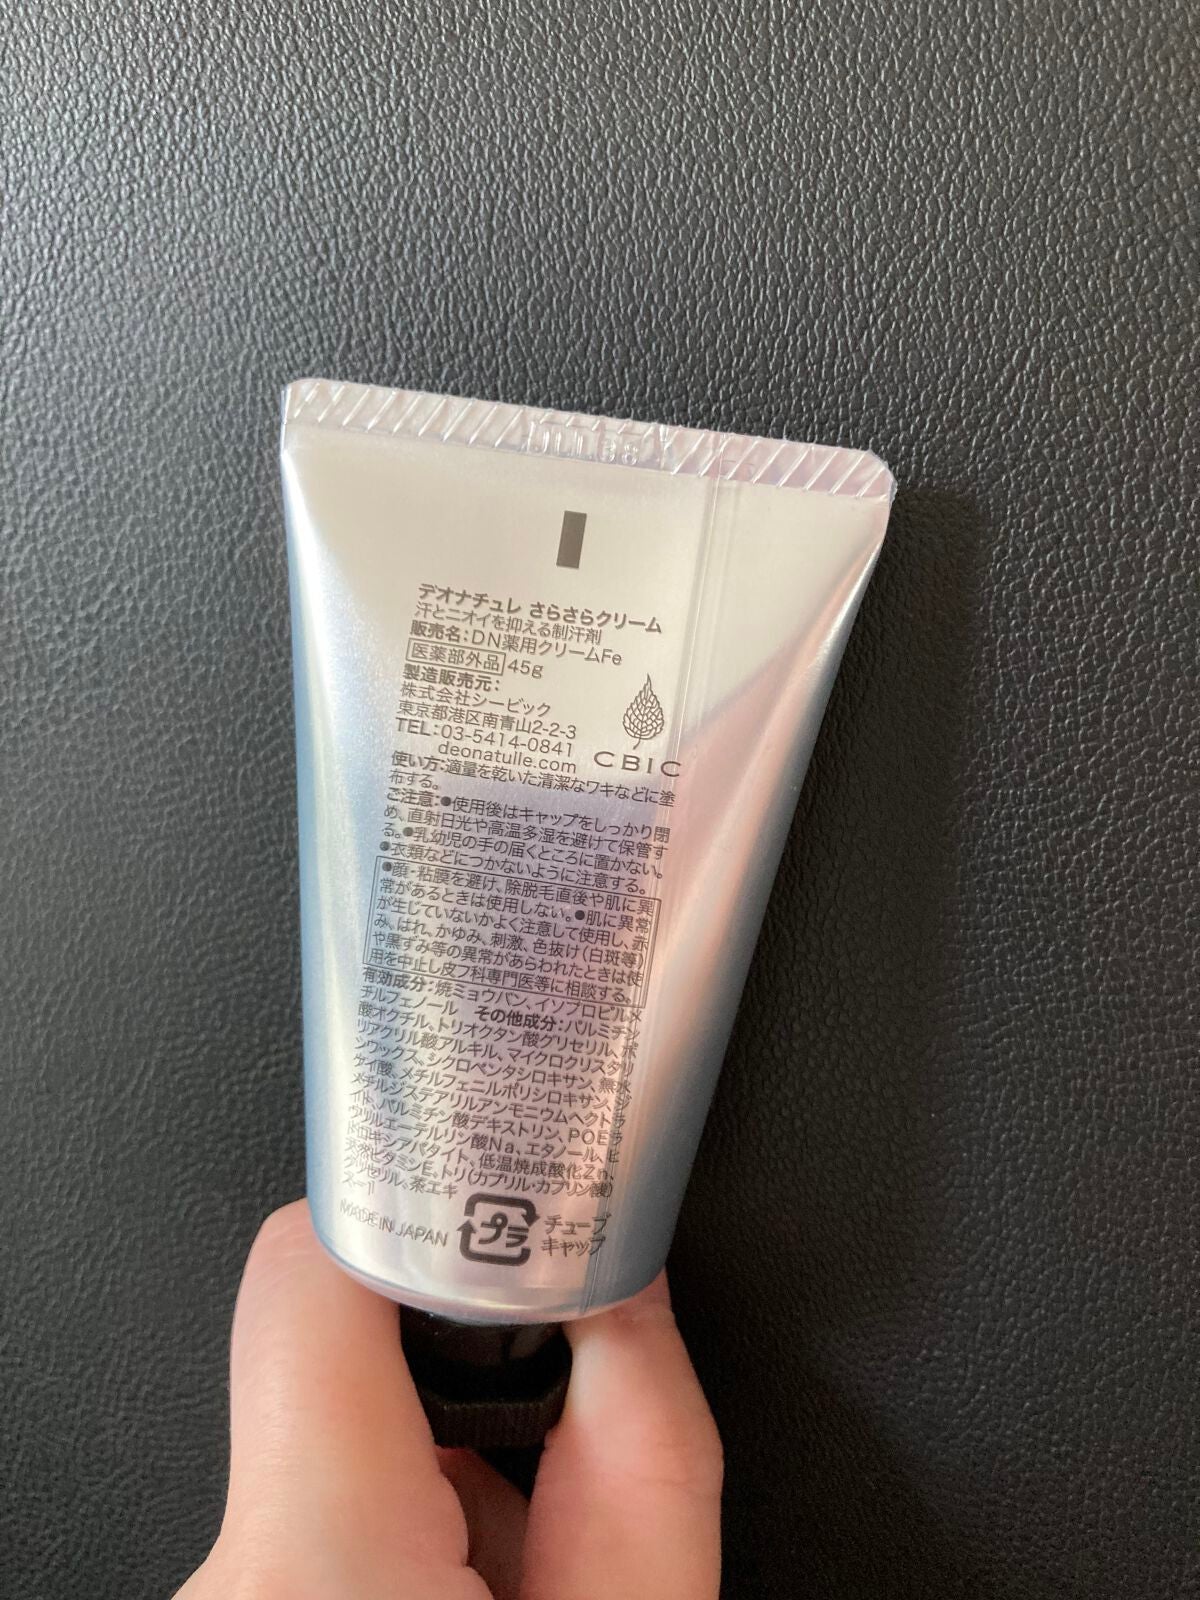 デオナチュレ さらさらクリーム
汗とニオイを抑える制汗剤
販売名:DN薬用クリームFe
医薬部外品 45g
製造販売元:
株式会社シービック
東京都港区南青山2-2-3
TEL:03-5414-0841
deonatulle.com
CBIC
使い方:適量を乾いた清潔なワキなどに塗
布する。
ご注意:●使用後はキャップをしっかり閉
め、直射日光や高温多湿を避けて保管す
る。●乳幼児の手の届くところに置かない。
●衣類などにつかないように注意する。
●顔・粘膜を避け、除脱毛直後や肌に異
常があるときは使用しない。●肌に異常
が生じていないかよく注意して使用し、赤
み、はれ、かゆみ、刺激、色抜け(白斑等)
や黒ずみ等の異常があらわれたときは使
用を中止し皮フ科専門医等に相談する。
有効成分:焼ミョウバン、イソプロピルメ
チルフェノール その他成分:パルミチン
酸オクチル、トリオクタン酸グリセリル、ポ
リアクリル酸アルキル、マイクロクリスタリ
ンワックス、シクロペンタシロキサン、無水
ケイ酸、メチルフェニルポリシロキサン、ジ
メチルジステアリルアンモニウムヘクトラ
イト、パルミチン酸デキストリン、POEラ
ウリルエーテルリン酸Na、エタノール、ヒ
ドロキシアパタイト、低温焼成酸化Zn、
天然ビタミンE、トリ(カプリル・カプリン酸)
グリセリル、茶エキ
ス-1
MADE IN JAPAN
プラ
チューブ
キャップ